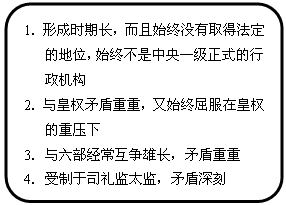 1. 形成时期长，而且始终没有取得法定
的地位，始终不是中央一级正式的行
政机构
2. 与皇权矛盾重重，又始终屈服在皇权
的重压下
3. 与六部经常互争雄长，矛盾重重
4. 受制于司礼监太监，矛盾深刻